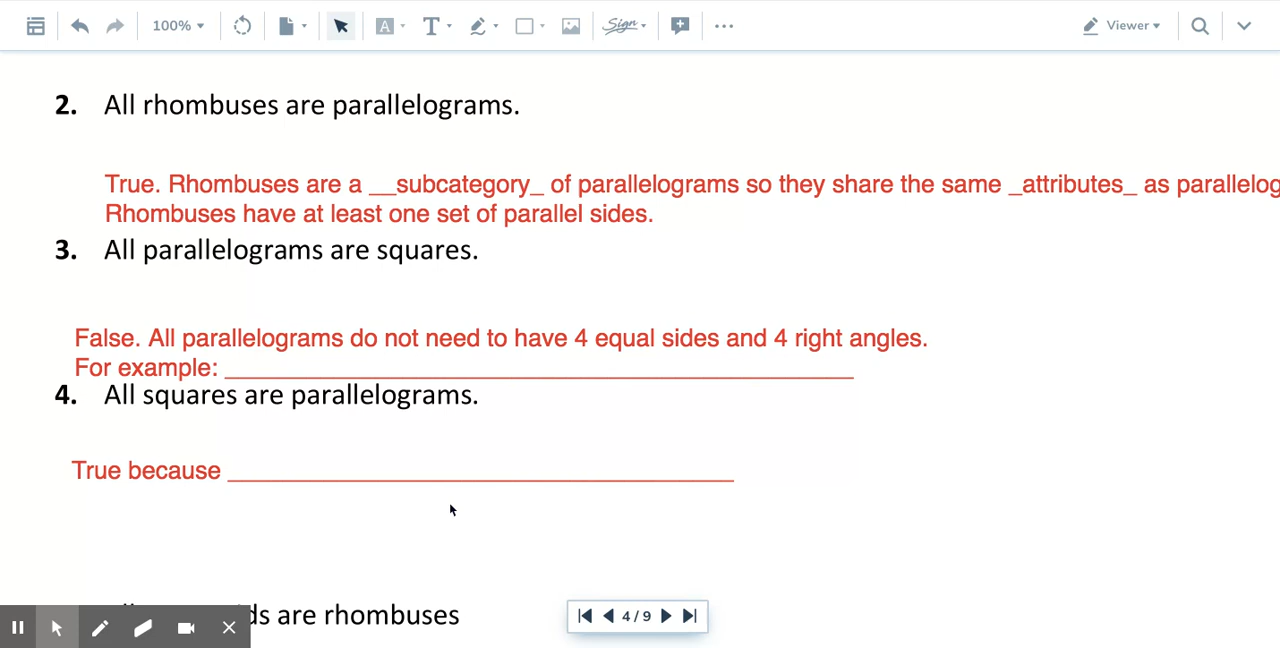 100%
A
T
Sign
Viewer
2. All rhombuses are parallelograms.
True. Rhombuses are a __subcategory_ of parallelograms so they share the same _attributes_ as parallelog
Rhombuses have at least one set of parallel sides.
3. All parallelograms are squares.
False. All parallelograms do not need to have 4 equal sides and 4 right angles.
For example: ______________________________________________
4. All squares are parallelograms.
True because _____________________________________
are rhombuses
4 / 9